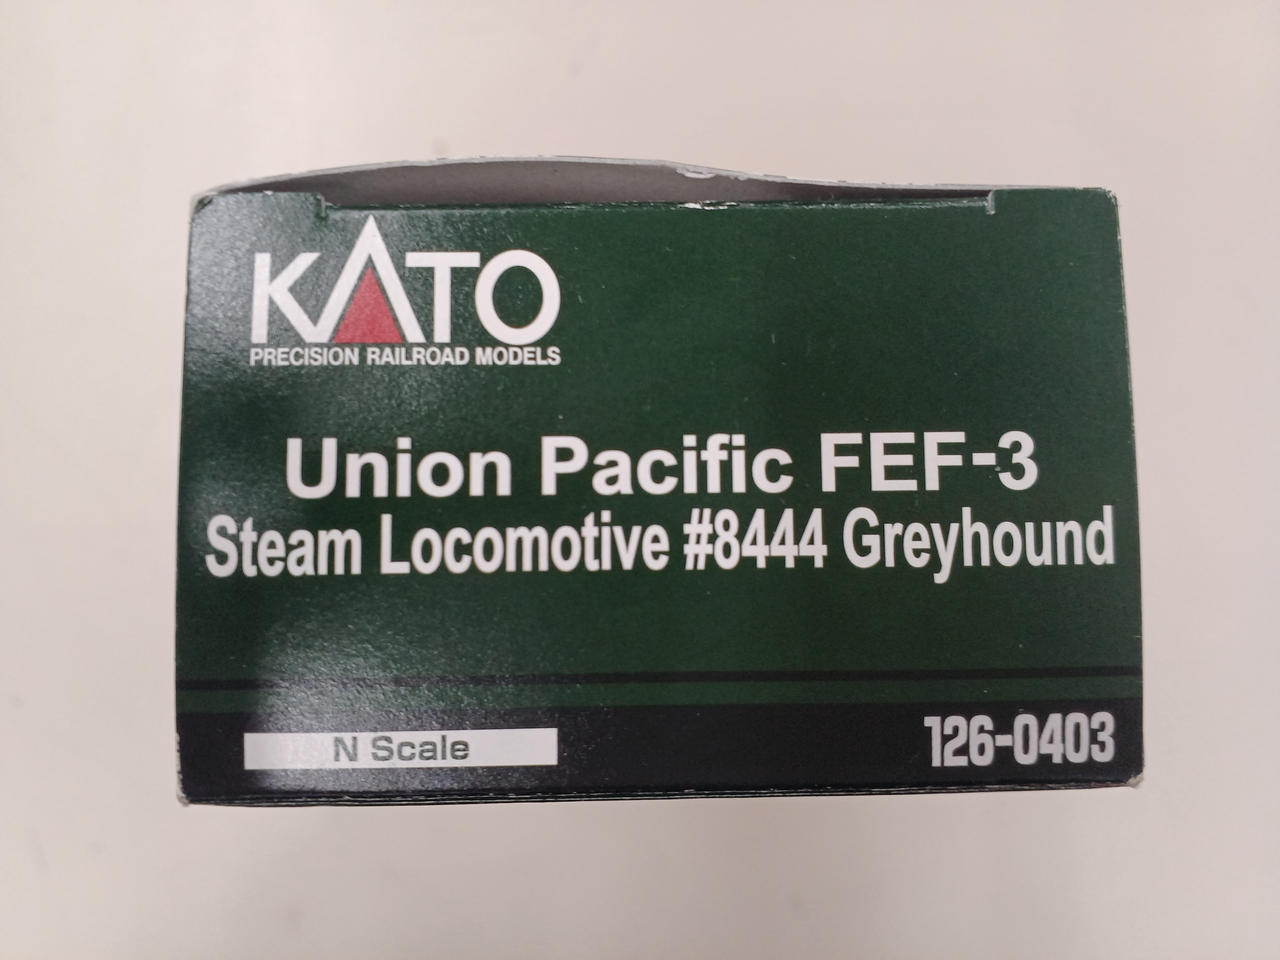 KATO
PRECISION RAILROAD MODELS
Union Pacific FEF-3
Steam Locomotive #8444 Greyhound
N Scale
126-0403